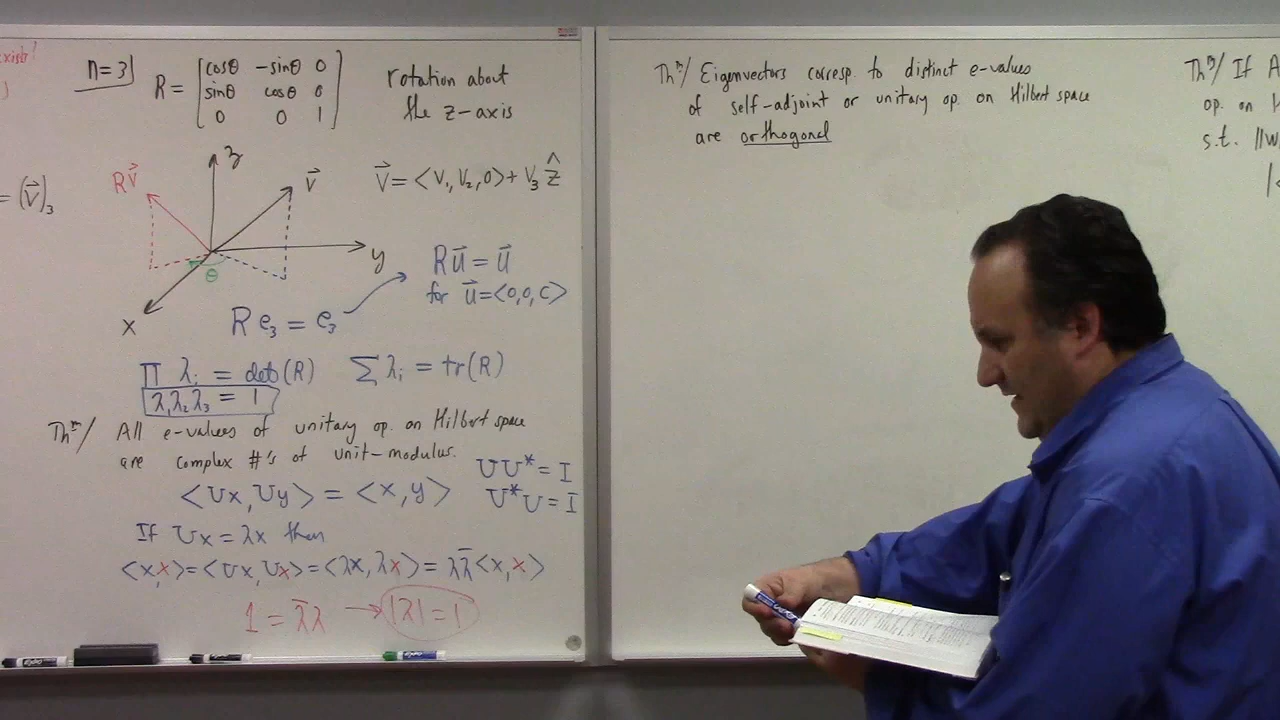 exists!
n=3
R = [cosθ -sinθ 0
sinθ cosθ 0
0 0 1]
rotation about
the z-axis
= (v⃗)₃
Rv⃗
z
v⃗
y
x
θ
v⃗ = <v₁, v₂, 0> + v₃ ẑ
Ru⃗ = u⃗
for u⃗ = <0,0,c>
R e₃ = e₃
∏ λᵢ = det(R) ∑ λᵢ = tr(R)
λ₁λ₂λ₃ = 1
Thᵐ/ All e-values of unitary op. on Hilbert space
are complex #'s of unit-modulus.
UU* = I
U*U = I
<Ux, Uy> = <x, y>
If Ux = λx then
<x,x> = <Ux, Ux> = <λx, λx> = λλ̄<x, x>
1 = λ̄λ → |λ| = 1
Thᵐ/ Eigenvectors corresp. to distinct e-values
of self-adjoint or unitary op. on Hilbert space
are orthogonal
Thᵐ/ If A
op. on
s.t. ||w
|<
EXPO